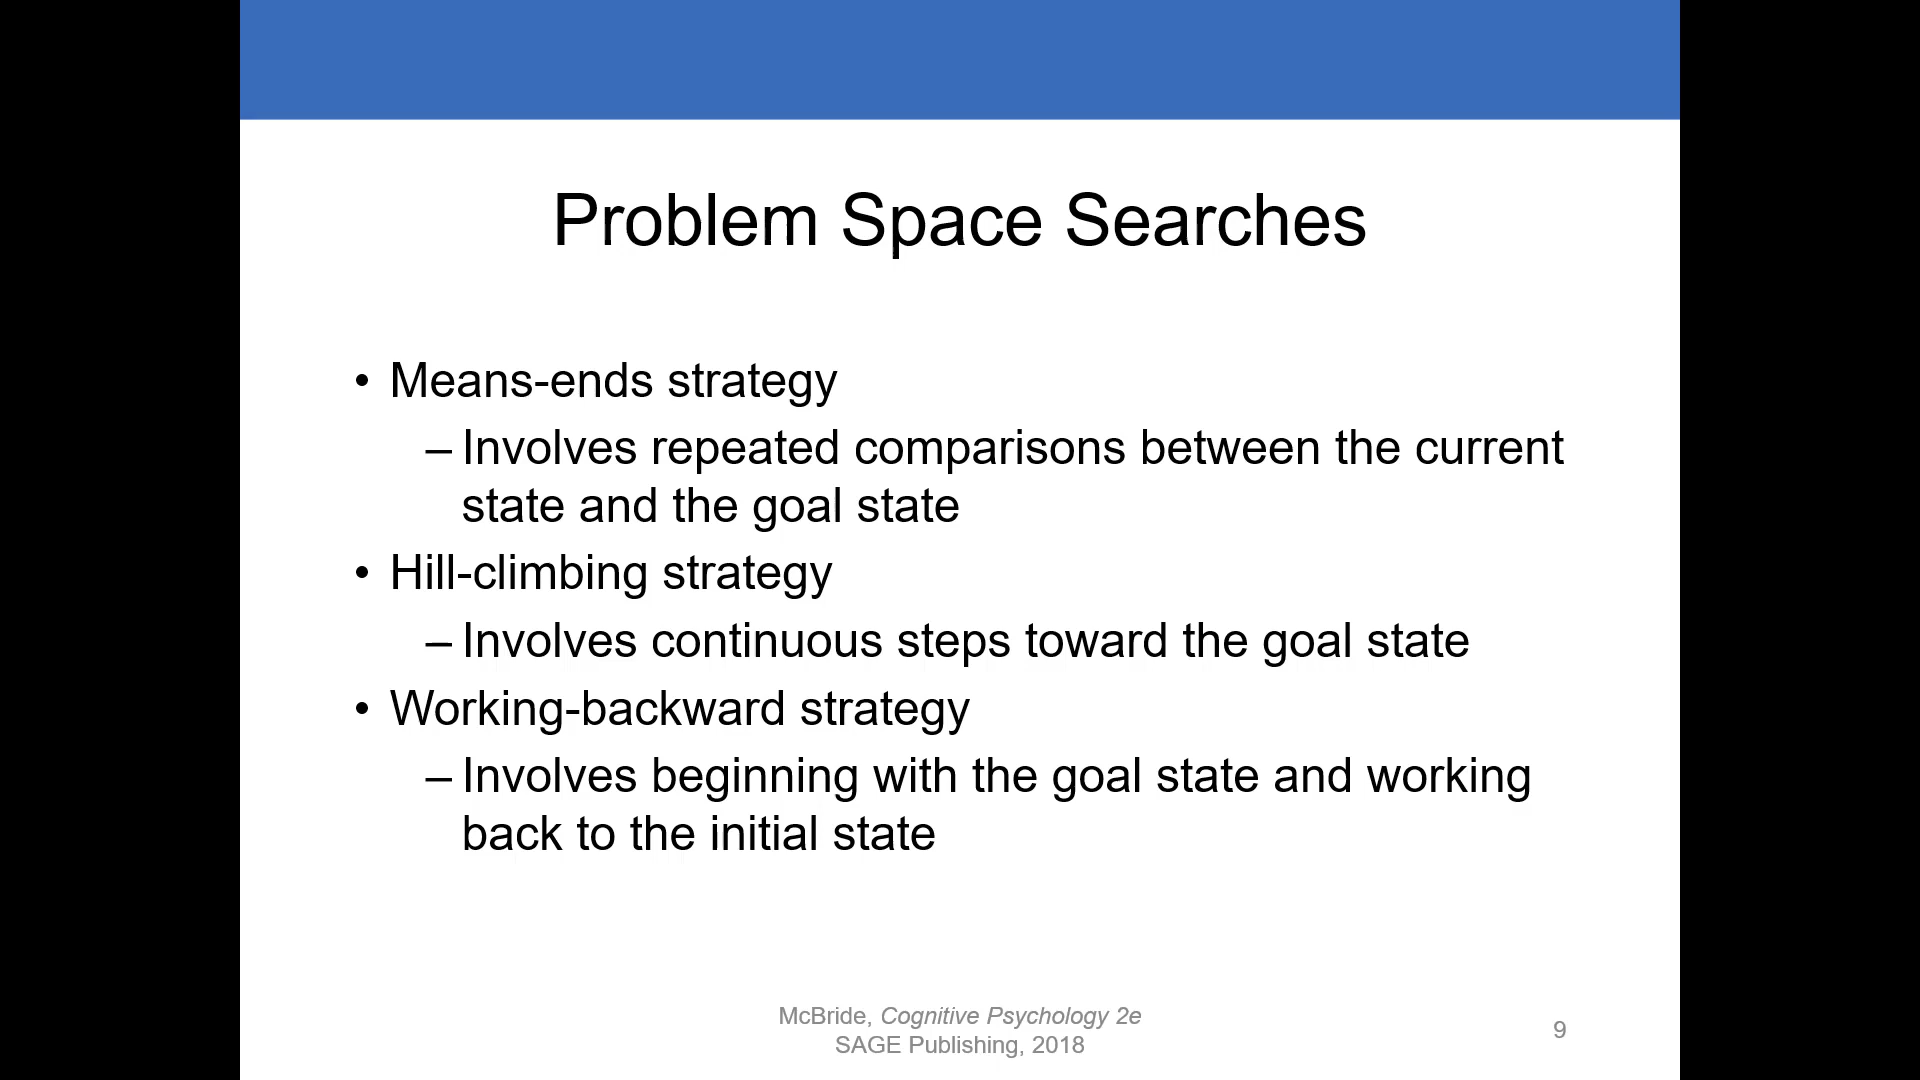 Problem Space Searches
• Means-ends strategy
– Involves repeated comparisons between the current
state and the goal state
• Hill-climbing strategy
– Involves continuous steps toward the goal state
• Working-backward strategy
– Involves beginning with the goal state and working
back to the initial state
McBride, Cognitive Psychology 2e
SAGE Publishing, 2018
9